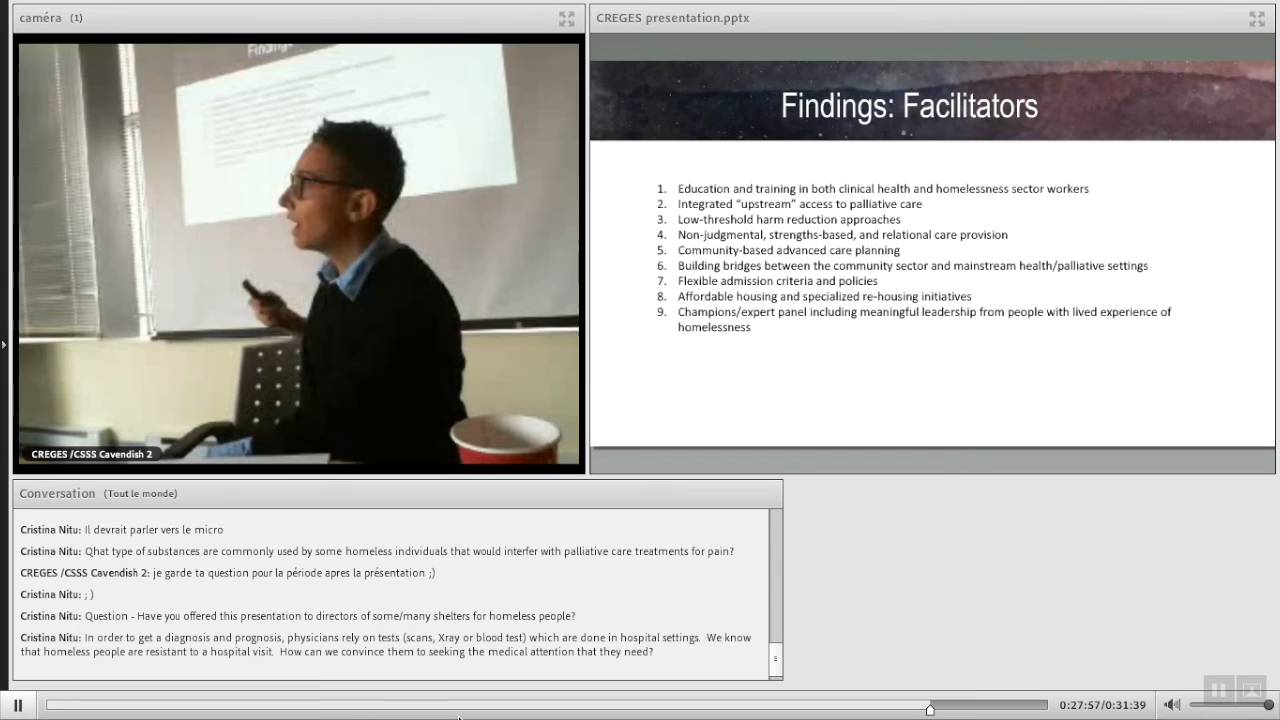 caméra (1)
CREGES presentation.pptx
Findings
Findings: Facilitators
1. Education and training in both clinical health and homelessness sector workers
2. Integrated “upstream” access to palliative care
3. Low-threshold harm reduction approaches
4. Non-judgmental, strengths-based, and relational care provision
5. Community-based advanced care planning
6. Building bridges between the community sector and mainstream health/palliative settings
7. Flexible admission criteria and policies
8. Affordable housing and specialized re-housing initiatives
9. Champions/expert panel including meaningful leadership from people with lived experience of
homelessness
CREGES /CSSS Cavendish 2
Conversation (Tout le monde)
Cristina Nitu: Il devrait parler vers le micro
Cristina Nitu: Qhat type of substances are commonly used by some homeless individuals that would interfer with palliative care treatments for pain?
CREGES /CSSS Cavendish 2: je garde ta question pour la période apres la présentation ;)
Cristina Nitu: ; )
Cristina Nitu: Question - Have you offered this presentation to directors of some/many shelters for homeless people?
Cristina Nitu: In order to get a diagnosis and prognosis, physicians rely on tests (scans, Xray or blood test) which are done in hospital settings. We know
that homeless people are resistant to a hospital visit. How can we convince them to seeking the medical attention that they need?
0:27:57/0:31:39